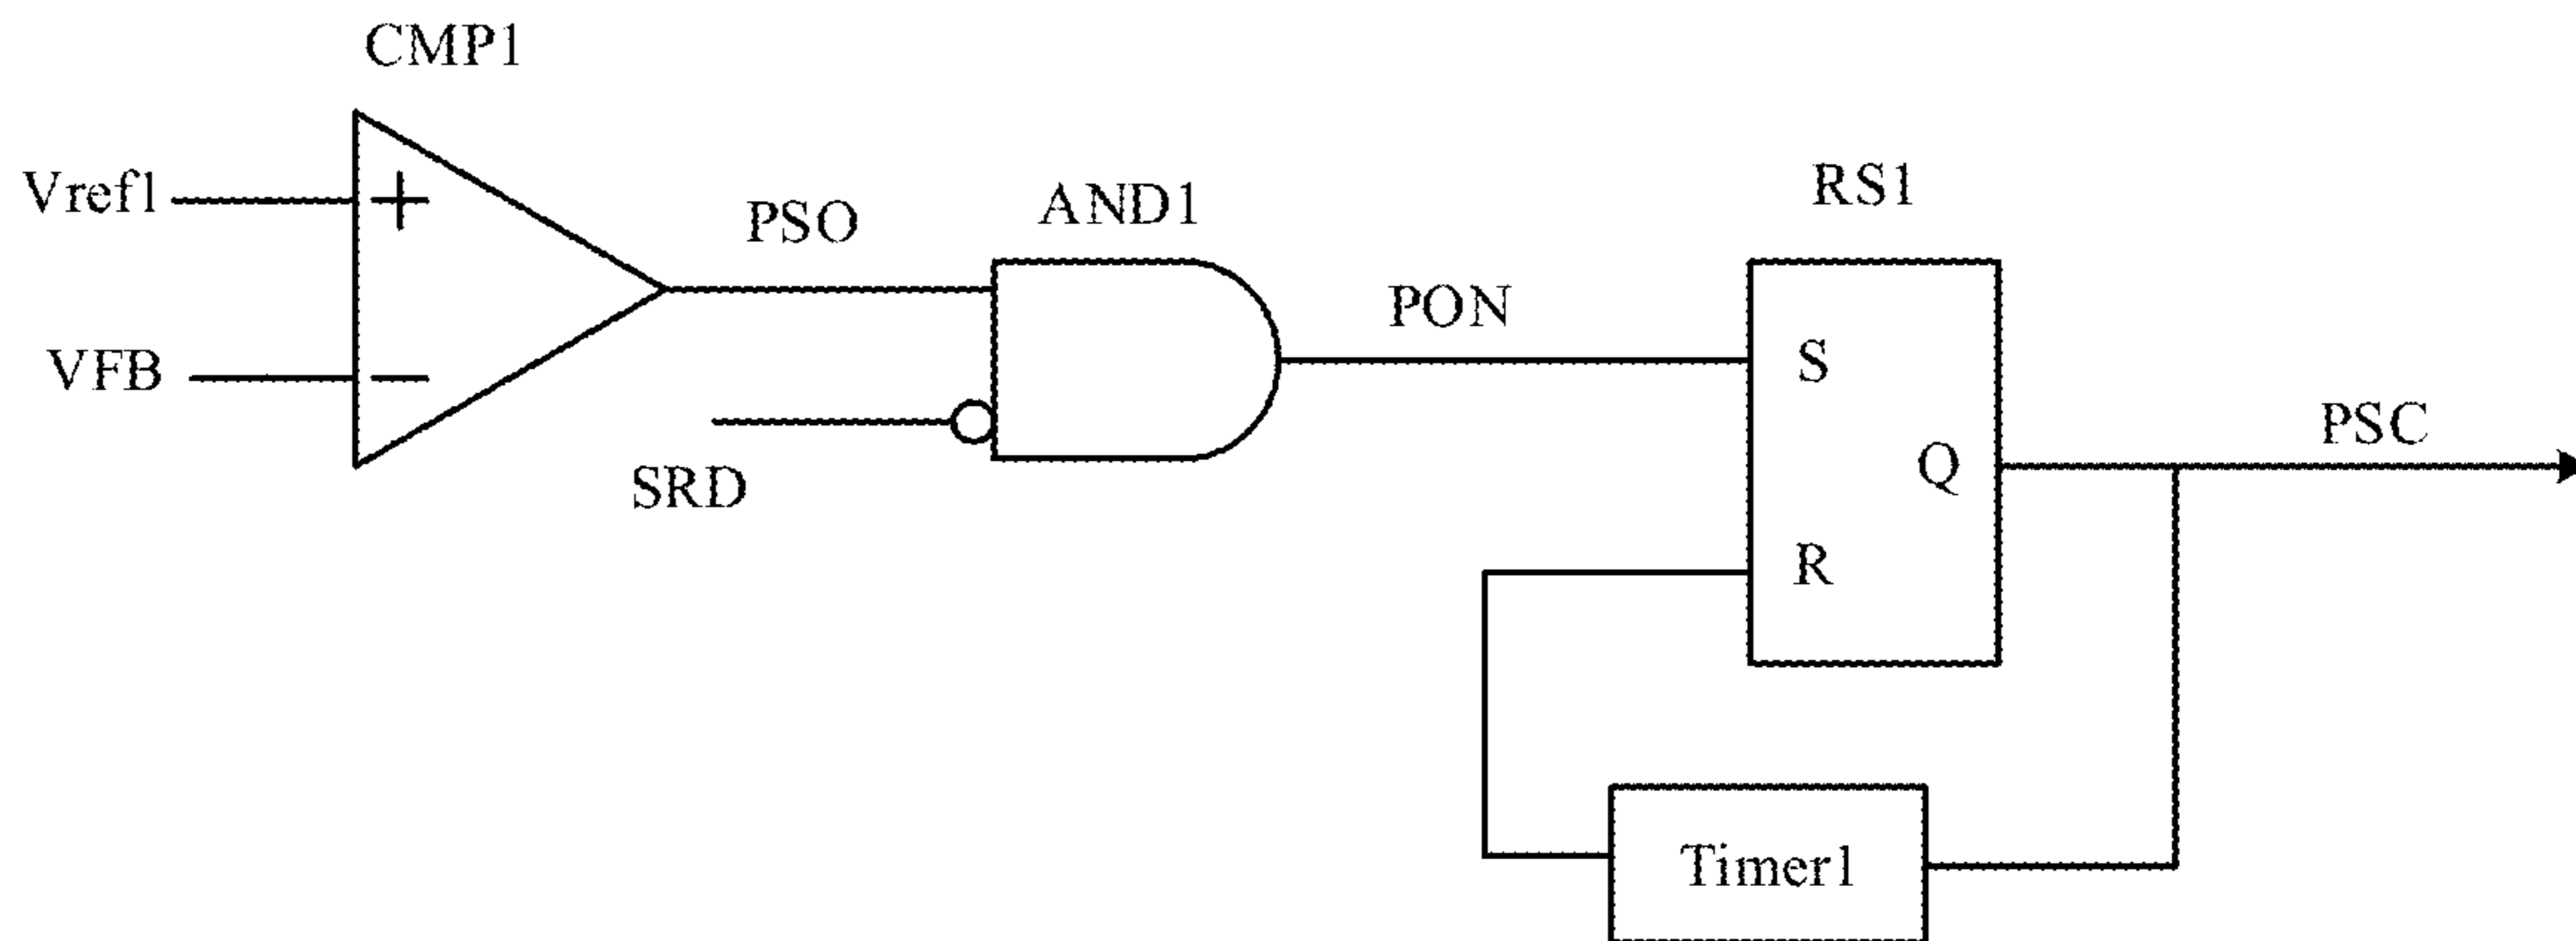 CMP1
Vref1
+
PSO
AND1
RS1
VFB
−
SRD
PON
S
R
Q
PSC
Timer1